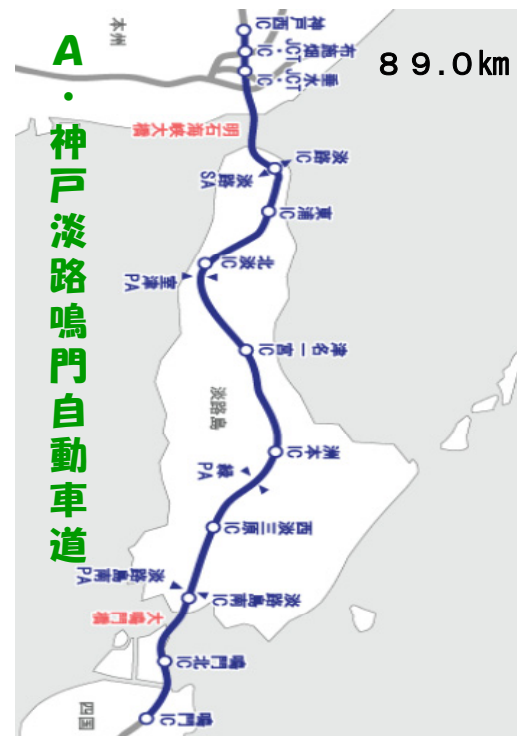 A・神戸淡路鳴門自動車道
８９.０㎞
本州
神戸西IC
布施畑JCT・IC
垂水JCT・IC
明石海峡大橋
淡路IC
淡路SA
東浦IC
北淡IC
室津PA
津名一宮IC
淡路島
洲本IC
緑PA
西淡三原IC
淡路島南PA
淡路島南IC
大鳴門橋
鳴門北IC
四国
鳴門IC